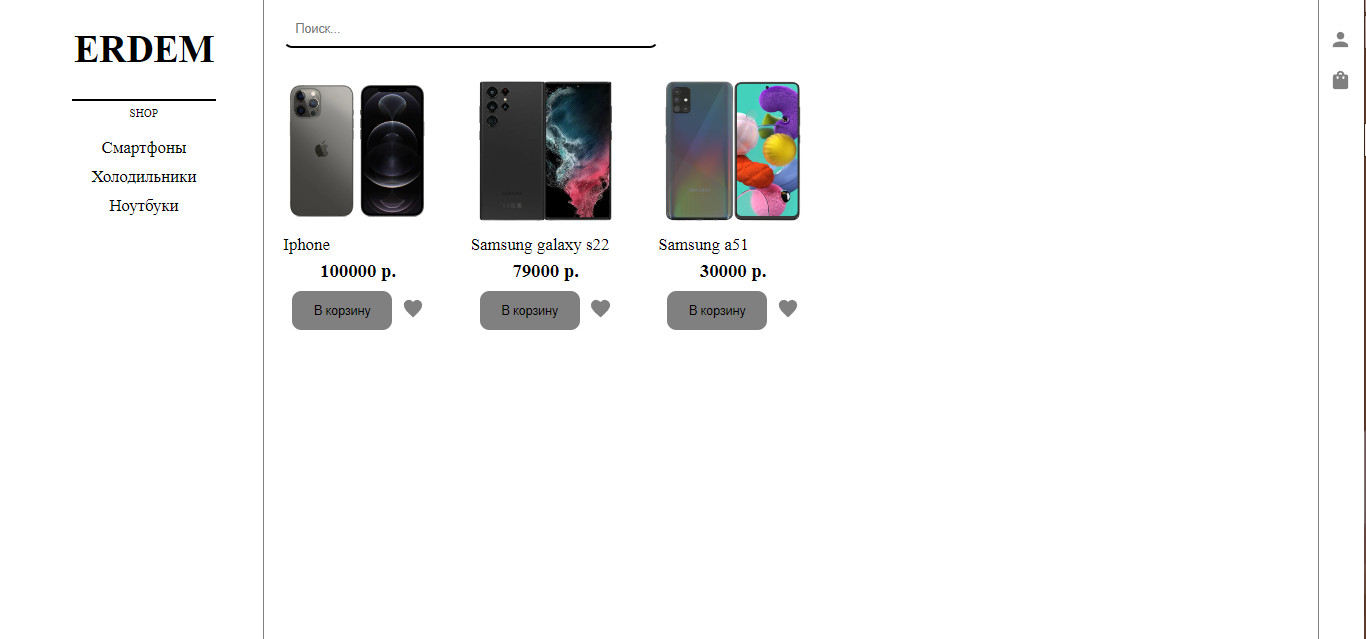 ERDEM
SHOP
Смартфоны
Холодильники
Ноутбуки
Поиск...
Iphone
100000 р.
В корзину
Samsung galaxy s22
79000 р.
В корзину
Samsung a51
30000 р.
В корзину